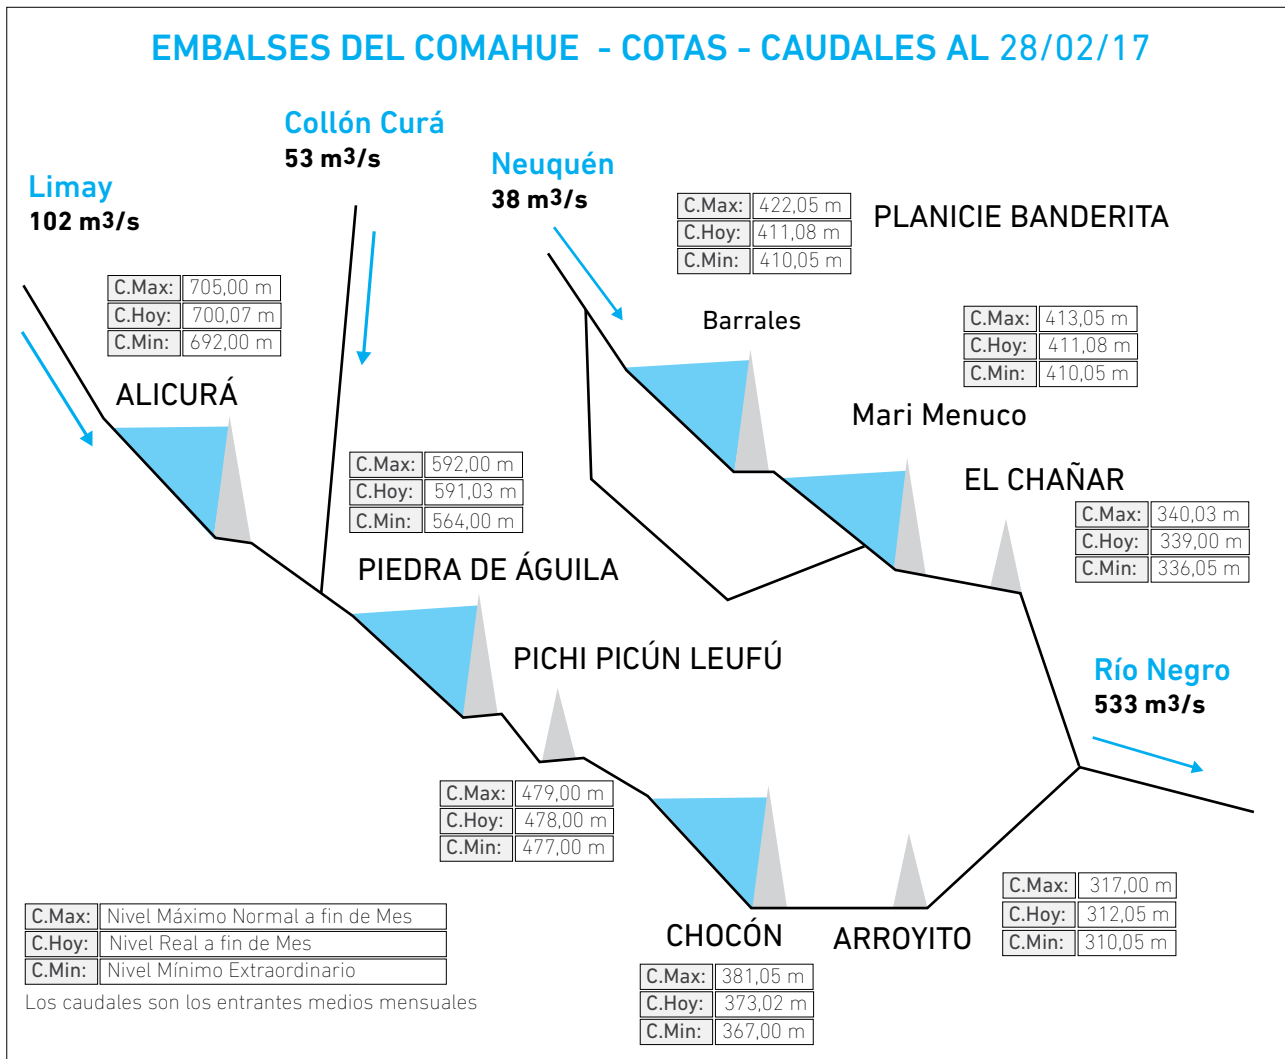 EMBALSES DEL COMAHUE - COTAS - CAUDALES AL 28/02/17
Collón Curá
53 m3/s
Neuquén
38 m3/s
Limay
102 m3/s
C.Max: 422,05 m
C.Hoy: 411,08 m
C.Min: 410,05 m
PLANICIE BANDERITA
C.Max: 705,00 m
C.Hoy: 700,07 m
C.Min: 692,00 m
ALICURÁ
Barrales
C.Max: 413,05 m
C.Hoy: 411,08 m
C.Min: 410,05 m
Mari Menuco
C.Max: 592,00 m
C.Hoy: 591,03 m
C.Min: 564,00 m
PIEDRA DE ÁGUILA
EL CHAÑAR
C.Max: 340,03 m
C.Hoy: 339,00 m
C.Min: 336,05 m
PICHI PICÚN LEUFÚ
Río Negro
533 m3/s
C.Max: 479,00 m
C.Hoy: 478,00 m
C.Min: 477,00 m
C.Max: 317,00 m
C.Hoy: 312,05 m
C.Min: 310,05 m
CHOCÓN
ARROYITO
C.Max: 381,05 m
C.Hoy: 373,02 m
C.Min: 367,00 m
C.Max: Nivel Máximo Normal a fin de Mes
C.Hoy: Nivel Real a fin de Mes
C.Min: Nivel Mínimo Extraordinario
Los caudales son los entrantes medios mensuales